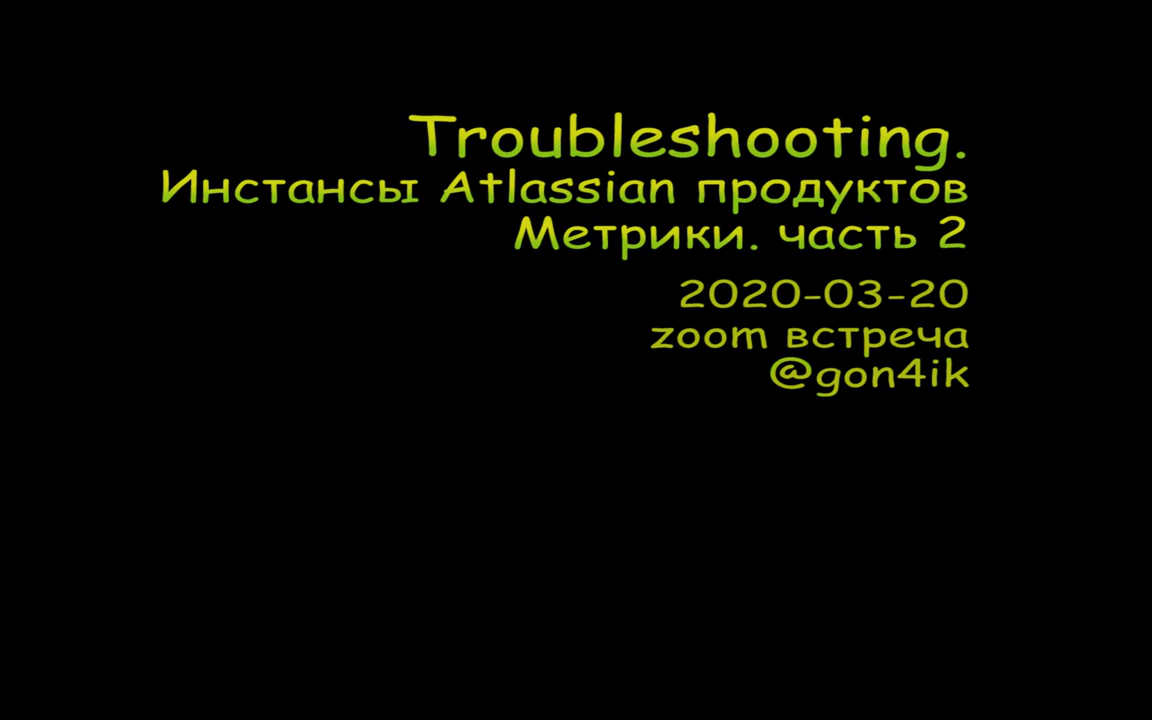 Troubleshooting.
Инстансы Atlassian продуктов
Метрики. часть 2
2020-03-20
zoom встреча
@gon4ik